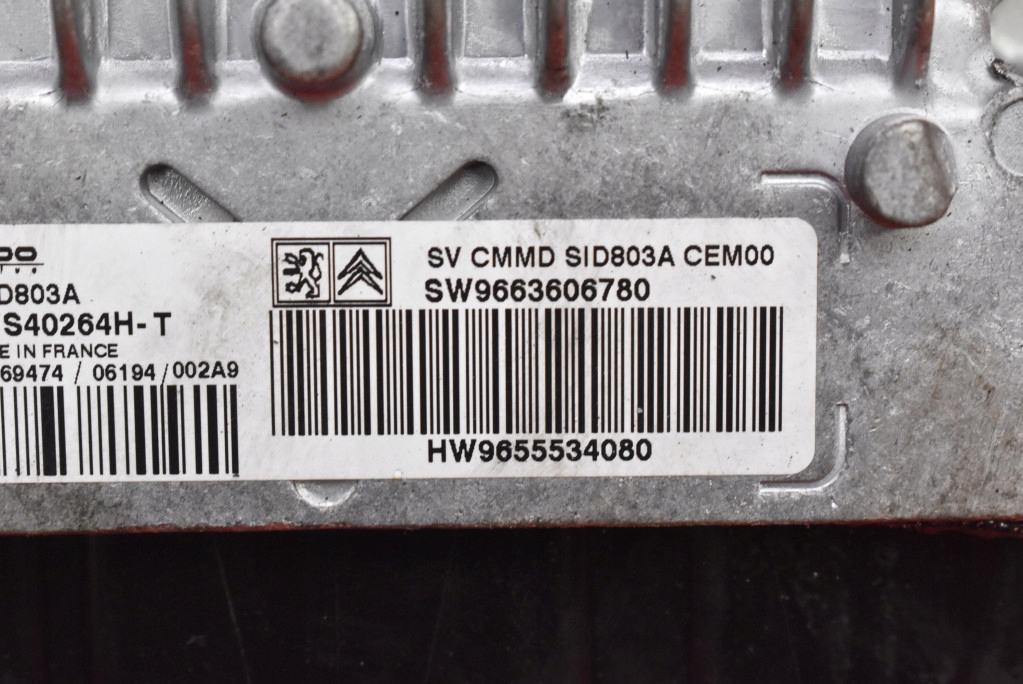 D803A
S40264H-T
E IN FRANCE
69474 / 06194 / 002A9
SV CMMD SID803A CEM00
SW9663606780
HW9655534080